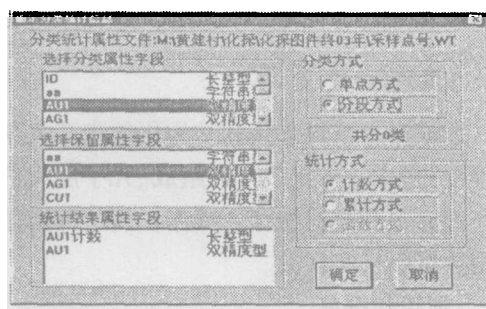 分类统计属性文件:M:\黄建村\化探\化探图件终03年\采样点号.WT
选择分类属性字段
分类方式
ID 长整型
aa 字符串
AU1 双精度
AG1 双精度
单点方式
阶段方式
共分0类
选择保留属性字段
aa 字符串
AU1 双精度
AG1 双精度
CU1 双精度
统计方式
计数方式
累计方式
统计结果属性字段
AU1计数 长整型
AU1 双精度型
确定 取消